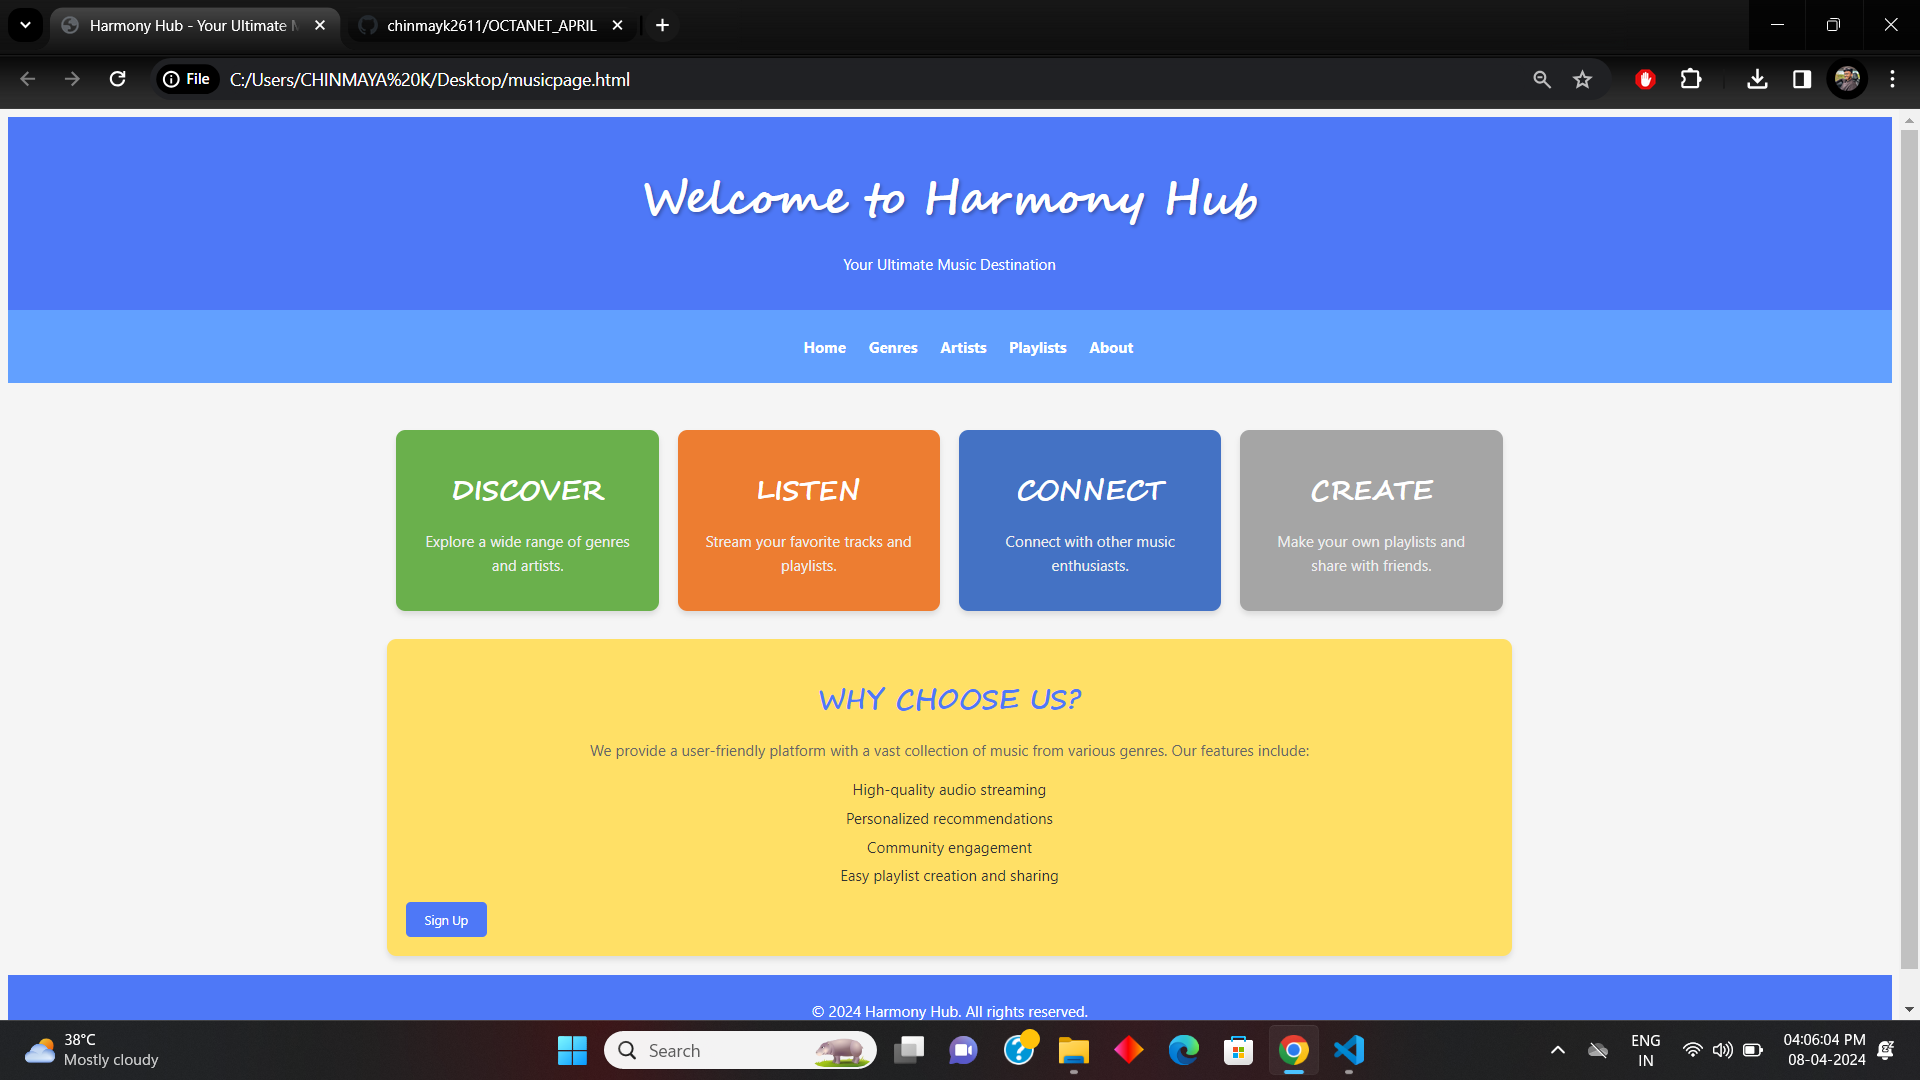 Harmony Hub - Your Ultimate
chinmayk2611/OCTANET_APRIL
File
C:/Users/CHINMAYA%20K/Desktop/musicpage.html
Welcome to Harmony Hub
Your Ultimate Music Destination
Home Genres Artists Playlists About
DISCOVER
Explore a wide range of genres
and artists.
LISTEN
Stream your favorite tracks and
playlists.
CONNECT
Connect with other music
enthusiasts.
CREATE
Make your own playlists and
share with friends.
WHY CHOOSE US?
We provide a user-friendly platform with a vast collection of music from various genres. Our features include:
High-quality audio streaming
Personalized recommendations
Community engagement
Easy playlist creation and sharing
Sign Up
© 2024 Harmony Hub. All rights reserved.
38°C
Mostly cloudy
Search
ENG
IN
04:06:04 PM
08-04-2024